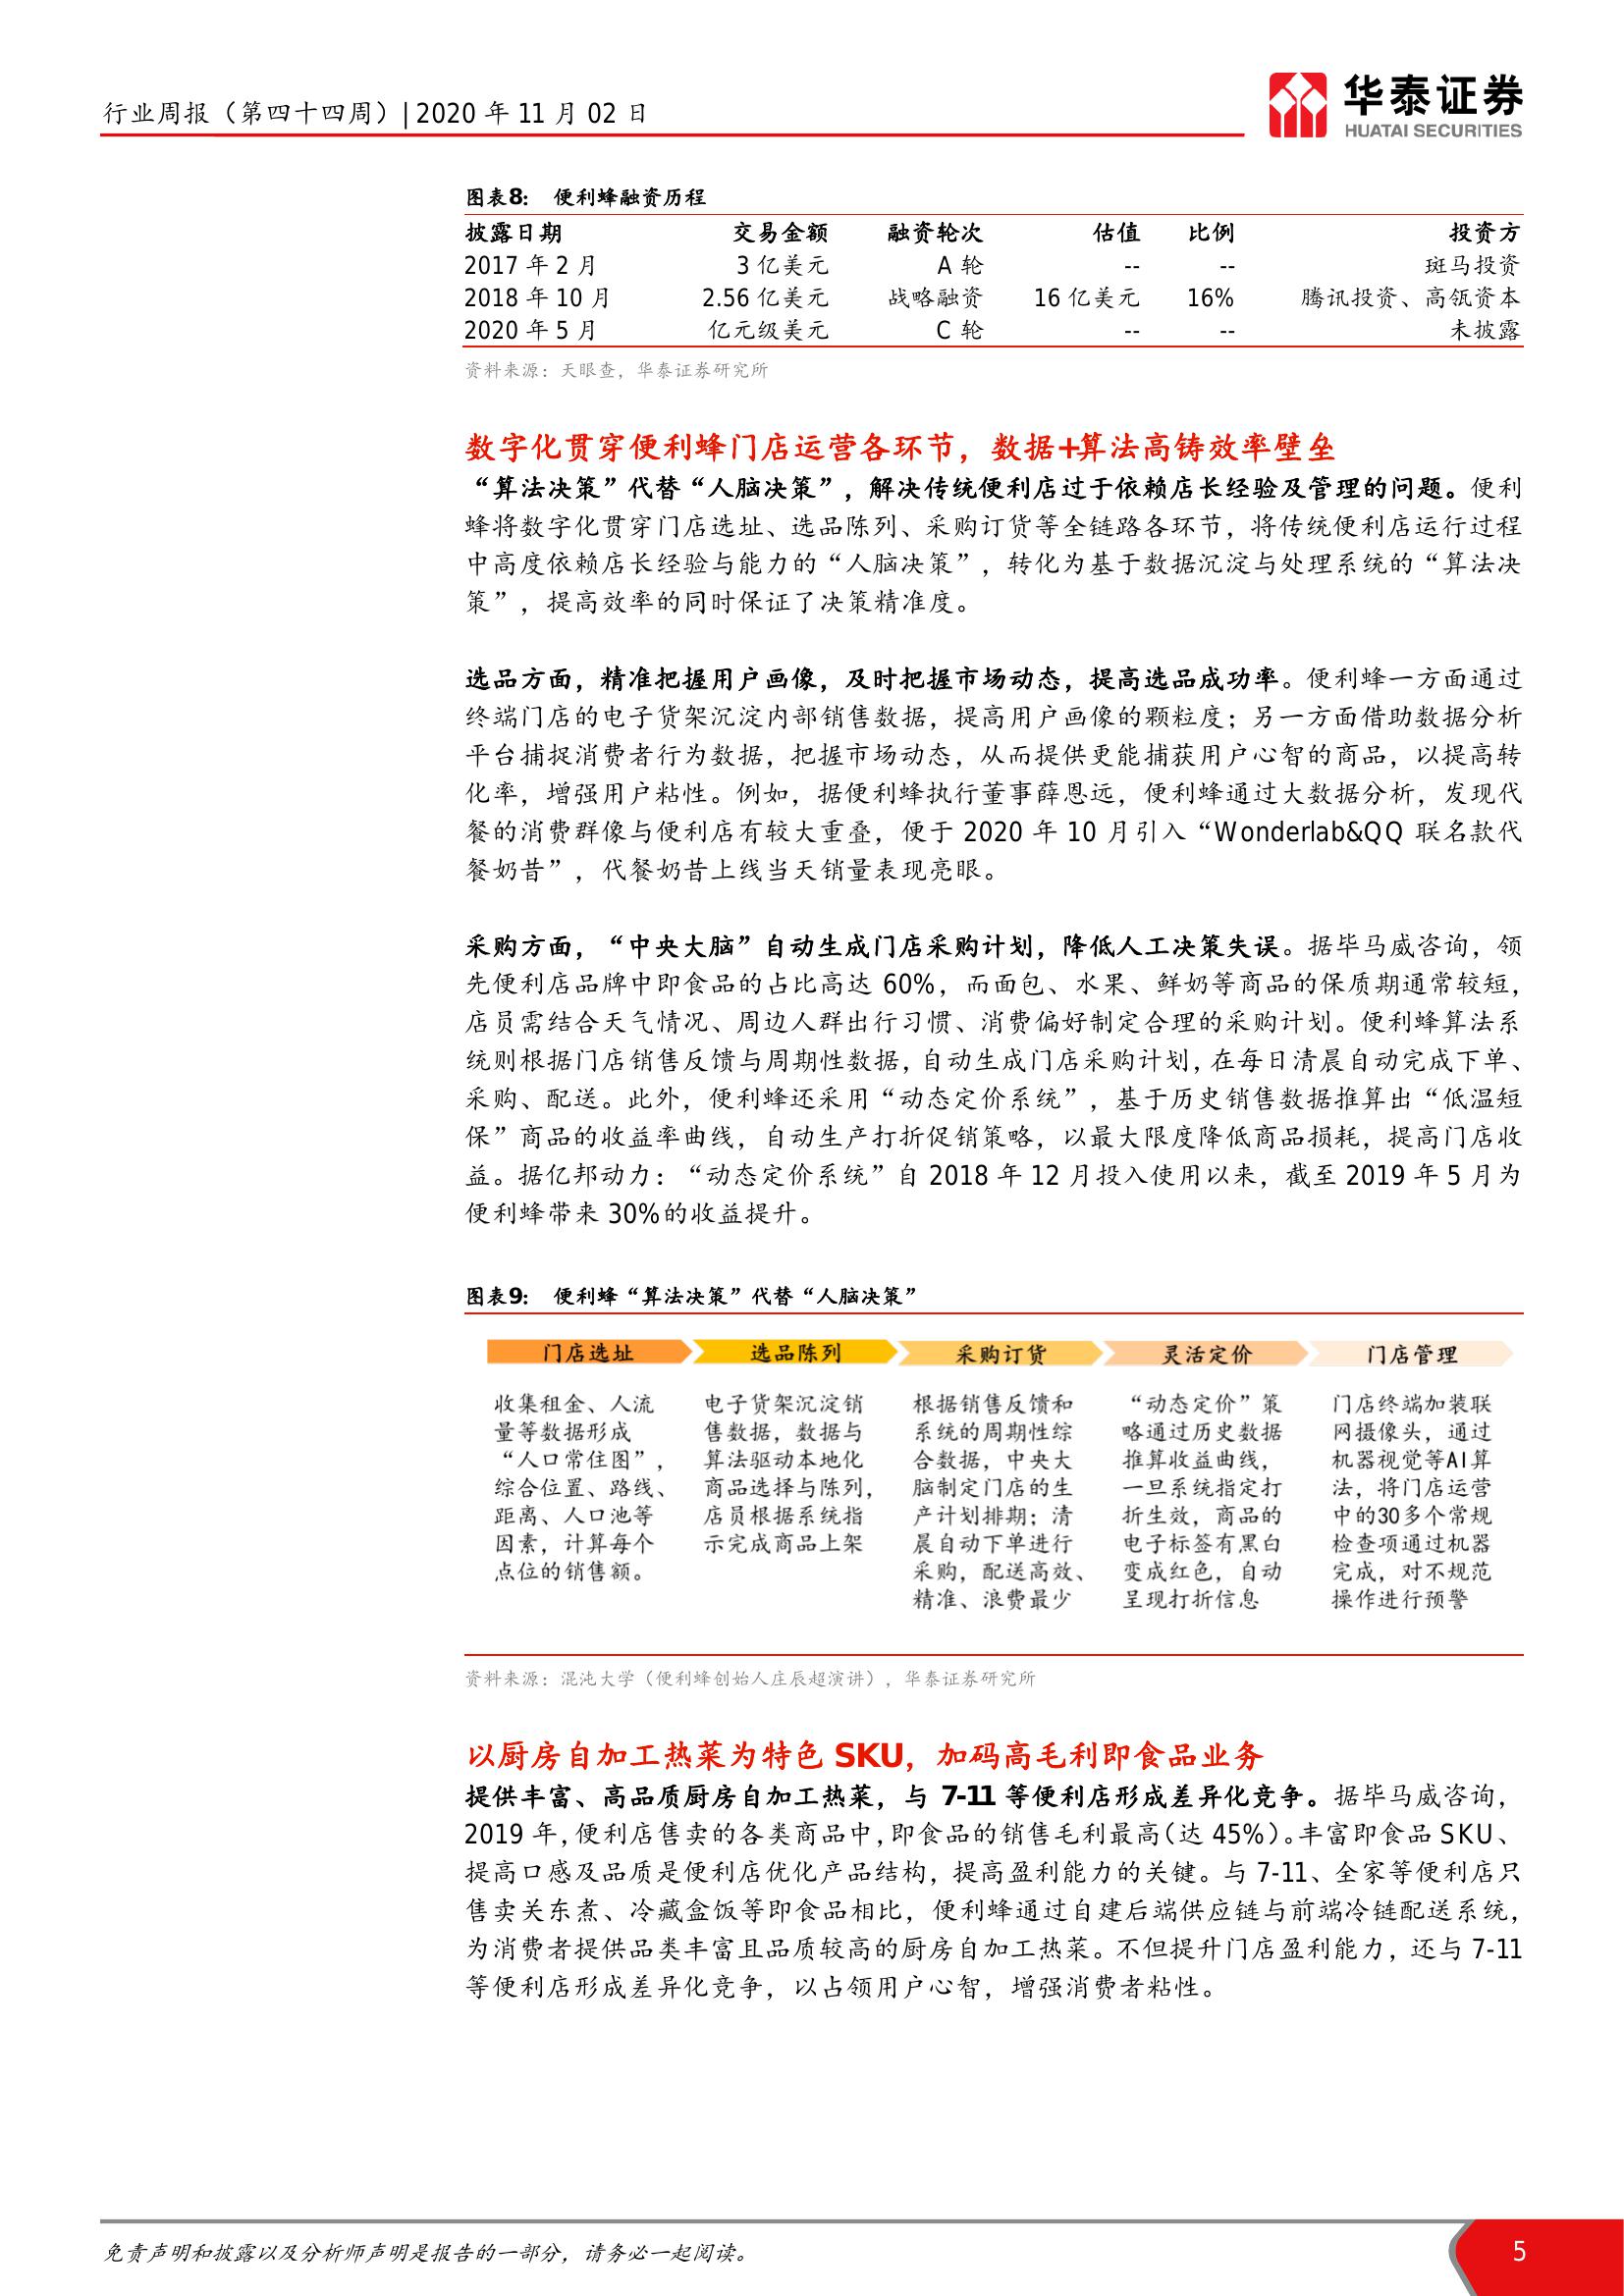 行业周报（第四十四周）| 2020 年 11 月 02 日
华泰证券
HUATAI SECURITIES
图表8： 便利蜂融资历程
披露日期 交易金额 融资轮次 估值 比例 投资方
2017 年 2 月 3 亿美元 A 轮 -- -- 斑马投资
2018 年 10 月 2.56 亿美元 战略融资 16 亿美元 16% 腾讯投资、高瓴资本
2020 年 5 月 亿元级美元 C 轮 -- -- 未披露
资料来源：天眼查，华泰证券研究所
数字化贯穿便利蜂门店运营各环节，数据+算法高铸效率壁垒
“算法决策”代替“人脑决策”，解决传统便利店过于依赖店长经验及管理的问题。便利
蜂将数字化贯穿门店选址、选品陈列、采购订货等全链路各环节，将传统便利店运行过程
中高度依赖店长经验与能力的“人脑决策”，转化为基于数据沉淀与处理系统的“算法决
策”，提高效率的同时保证了决策精准度。
选品方面，精准把握用户画像，及时把握市场动态，提高选品成功率。便利蜂一方面通过
终端门店的电子货架沉淀内部销售数据，提高用户画像的颗粒度；另一方面借助数据分析
平台捕捉消费者行为数据，把握市场动态，从而提供更能捕获用户心智的商品，以提高转
化率，增强用户粘性。例如，据便利蜂执行董事薛恩远，便利蜂通过大数据分析，发现代
餐的消费群像与便利店有较大重叠，便于 2020 年 10 月引入“Wonderlab&QQ 联名款代
餐奶昔”，代餐奶昔上线当天销量表现亮眼。
采购方面，“中央大脑”自动生成门店采购计划，降低人工决策失误。据毕马威咨询，领
先便利店品牌中即食品的占比高达 60%，而面包、水果、鲜奶等商品的保质期通常较短，
店员需结合天气情况、周边人群出行习惯、消费偏好制定合理的采购计划。便利蜂算法系
统则根据门店销售反馈与周期性数据，自动生成门店采购计划，在每日清晨自动完成下单、
采购、配送。此外，便利蜂还采用“动态定价系统”，基于历史销售数据推算出“低温短
保”商品的收益率曲线，自动生产打折促销策略，以最大限度降低商品损耗，提高门店收
益。据亿邦动力：“动态定价系统”自 2018 年 12 月投入使用以来，截至 2019 年 5 月为
便利蜂带来 30%的收益提升。
图表9： 便利蜂“算法决策”代替“人脑决策”
门店选址
收集租金、人流
量等数据形成
“人口常住图”，
综合位置、路线、
距离、人口池等
因素，计算每个
点位的销售额。
选品陈列
电子货架沉淀销
售数据，数据与
算法驱动本地化
商品选择与陈列，
店员根据系统指
示完成商品上架
采购订货
根据销售反馈和
系统的周期性综
合数据，中央大
脑制定门店的生
产计划排期；清
晨自动下单进行
采购，配送高效、
精准、浪费最少
灵活定价
“动态定价”策
略通过历史数据
推算收益曲线，
一旦系统指定打
折生效，商品的
电子标签有黑白
变成红色，自动
呈现打折信息
门店管理
门店终端加装联
网摄像头，通过
机器视觉等AI算
法，将门店运营
中的30多个常规
检查项通过机器
完成，对不规范
操作进行预警
资料来源：混沌大学（便利蜂创始人庄辰超演讲），华泰证券研究所
以厨房自加工热菜为特色 SKU，加码高毛利即食品业务
提供丰富、高品质厨房自加工热菜，与 7-11 等便利店形成差异化竞争。据毕马威咨询，
2019 年，便利店售卖的各类商品中，即食品的销售毛利最高（达 45%）。丰富即食品 SKU、
提高口感及品质是便利店优化产品结构，提高盈利能力的关键。与 7-11、全家等便利店只
售卖关东煮、冷藏盒饭等即食品相比，便利蜂通过自建后端供应链与前端冷链配送系统，
为消费者提供品类丰富且品质较高的厨房自加工热菜。不但提升门店盈利能力，还与 7-11
等便利店形成差异化竞争，以占领用户心智，增强消费者粘性。
免责声明和披露以及分析师声明是报告的一部分，请务必一起阅读。
5